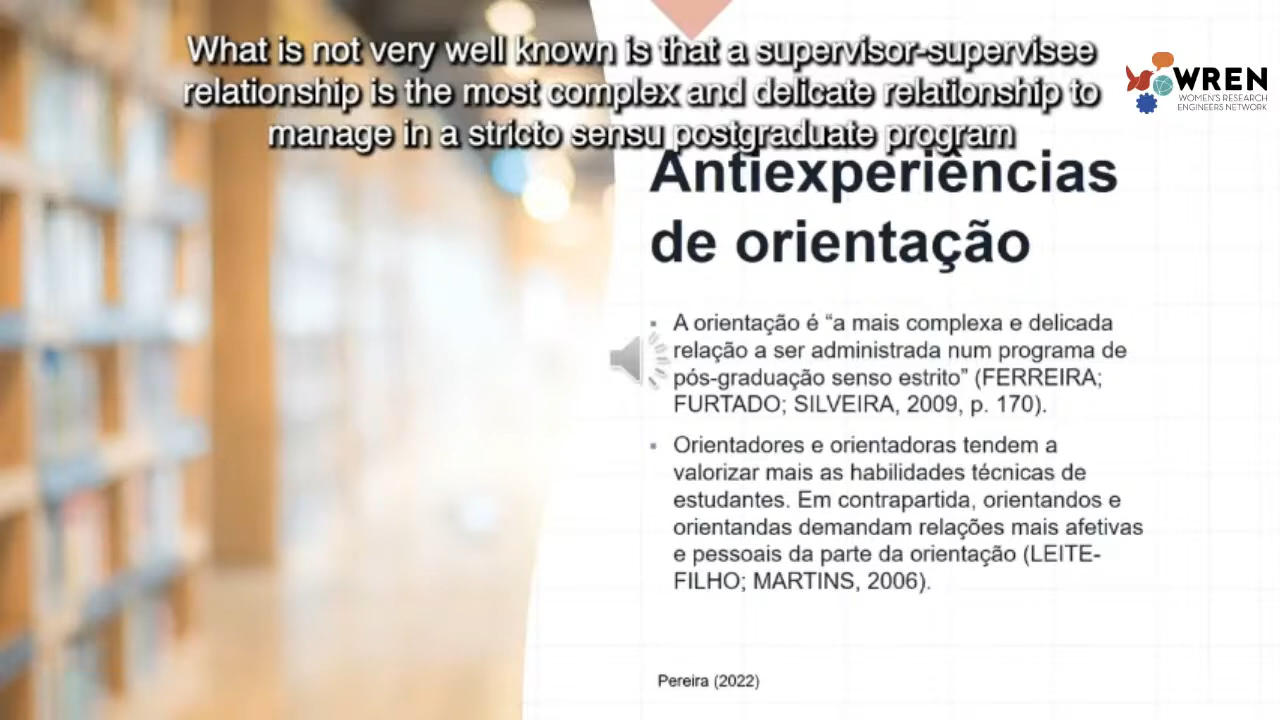 What is not very well known is that a supervisor-supervisee
relationship is the most complex and delicate relationship to
manage in a stricto sensu postgraduate program
WREN
WOMEN'S RESEARCH
ENGINEERS NETWORK
Antiexperiências
de orientação
▪ A orientação é “a mais complexa e delicada
relação a ser administrada num programa de
pós-graduação senso estrito” (FERREIRA;
FURTADO; SILVEIRA, 2009, p. 170).
▪ Orientadores e orientadoras tendem a
valorizar mais as habilidades técnicas de
estudantes. Em contrapartida, orientandos e
orientandas demandam relações mais afetivas
e pessoais da parte da orientação (LEITE-
FILHO; MARTINS, 2006).
Pereira (2022)